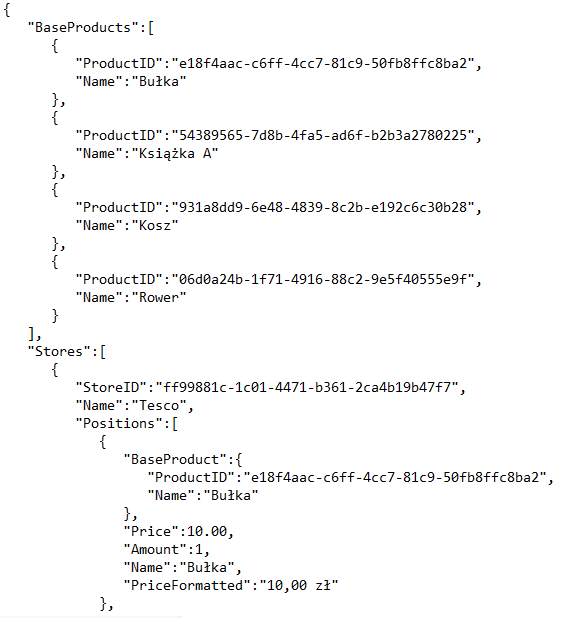 {
"BaseProducts":[
{
"ProductID":"e18f4aac-c6ff-4cc7-81c9-50fb8ffc8ba2",
"Name":"Bułka"
},
{
"ProductID":"54389565-7d8b-4fa5-ad6f-b2b3a2780225",
"Name":"Książka A"
},
{
"ProductID":"931a8dd9-6e48-4839-8c2b-e192c6c30b28",
"Name":"Kosz"
},
{
"ProductID":"06d0a24b-1f71-4916-88c2-9e5f40555e9f",
"Name":"Rower"
}
],
"Stores":[
{
"StoreID":"ff99881c-1c01-4471-b361-2ca4b19b47f7",
"Name":"Tesco",
"Positions":[
{
"BaseProduct":{
"ProductID":"e18f4aac-c6ff-4cc7-81c9-50fb8ffc8ba2",
"Name":"Bułka"
},
"Price":10.00,
"Amount":1,
"Name":"Bułka",
"PriceFormatted":"10,00 zł"
},